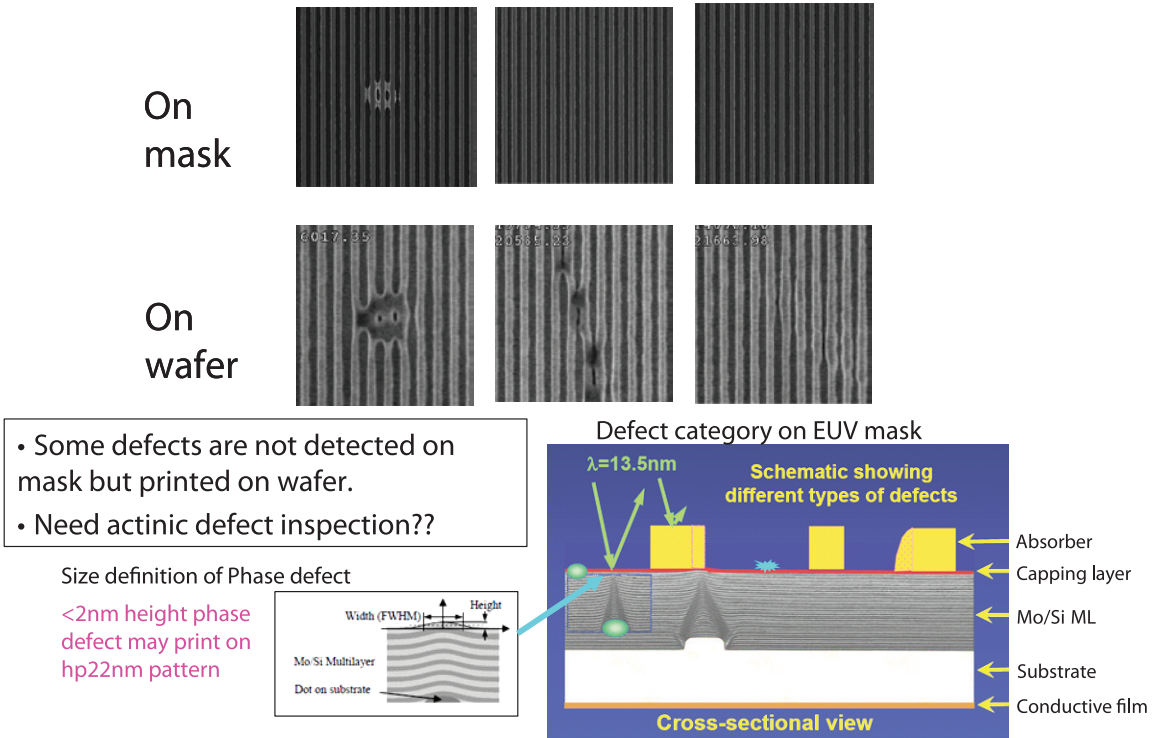 On
mask
6017.35
20585.23
21663.98
On
wafer
• Some defects are not detected on
mask but printed on wafer.
• Need actinic defect inspection??
Size definition of Phase defect
<2nm height phase
defect may print on
hp22nm pattern
Height
Width (FWHM)
Mo/Si Multilayer
Dot on substrate
Defect category on EUV mask
λ=13.5nm
Schematic showing
different types of defects
Absorber
Capping layer
Mo/Si ML
Substrate
Conductive film
Cross-sectional view